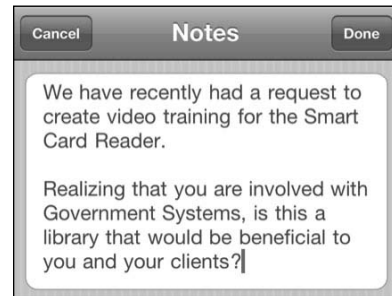 Cancel Notes Done
We have recently had a request to
create video training for the Smart
Card Reader.
Realizing that you are involved with
Government Systems, is this a
library that would be beneficial to
you and your clients?